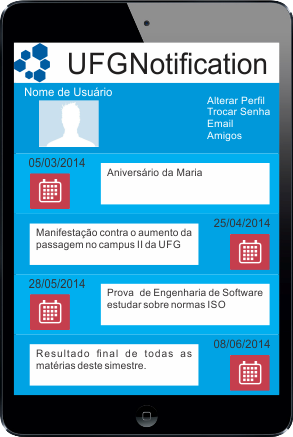 UFGNotification
Nome de Usuário
Alterar Perfil
Trocar Senha
Email
Amigos
05/03/2014
Aniversário da Maria
25/04/2014
Manifestação contra o aumento da
passagem no campus II da UFG
28/05/2014
Prova de Engenharia de Software
estudar sobre normas ISO
08/06/2014
Resultado final de todas as
matérias deste simestre.